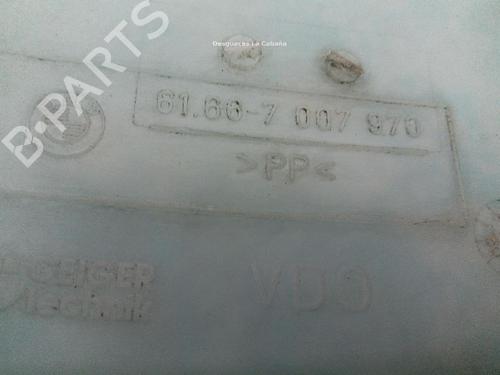 Desguaces La Cabaña
B-PARTS
61.66-7 007 970
>PP<
GEIGER
technik
VDO